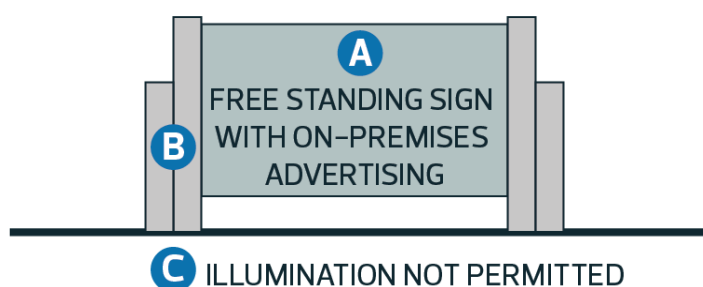 A
FREE STANDING SIGN
WITH ON-PREMISES
B
ADVERTISING
C ILLUMINATION NOT PERMITTED